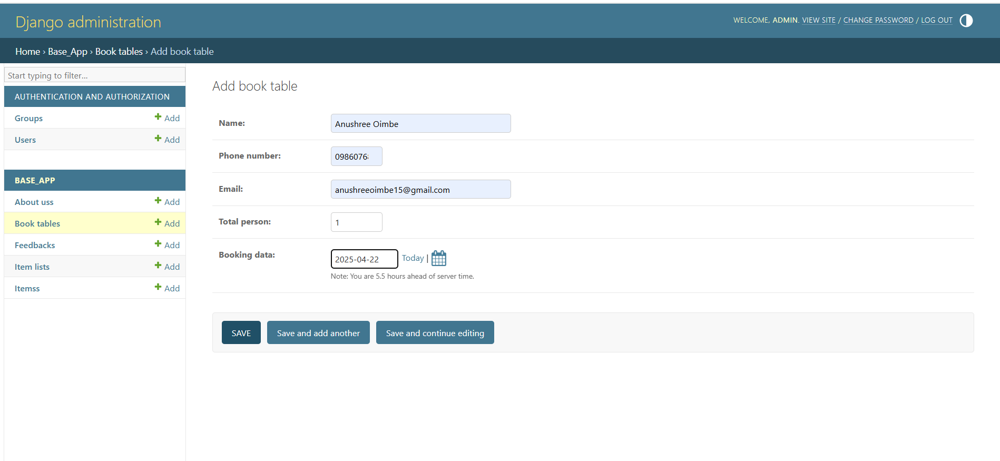 Django administration
WELCOME, ADMIN. VIEW SITE / CHANGE PASSWORD / LOG OUT
Home › Base_App › Book tables › Add book table
Start typing to filter...
AUTHENTICATION AND AUTHORIZATION
Groups Add
Users Add
BASE_APP
About uss Add
Book tables Add
Feedbacks Add
Item lists Add
Itemss Add
Add book table
Name: Anushree Oimbe
Phone number: 0986076
Email: anushreeoimbe15@gmail.com
Total person: 1
Booking data: 2025-04-22 Today |
Note: You are 5.5 hours ahead of server time.
SAVE Save and add another Save and continue editing